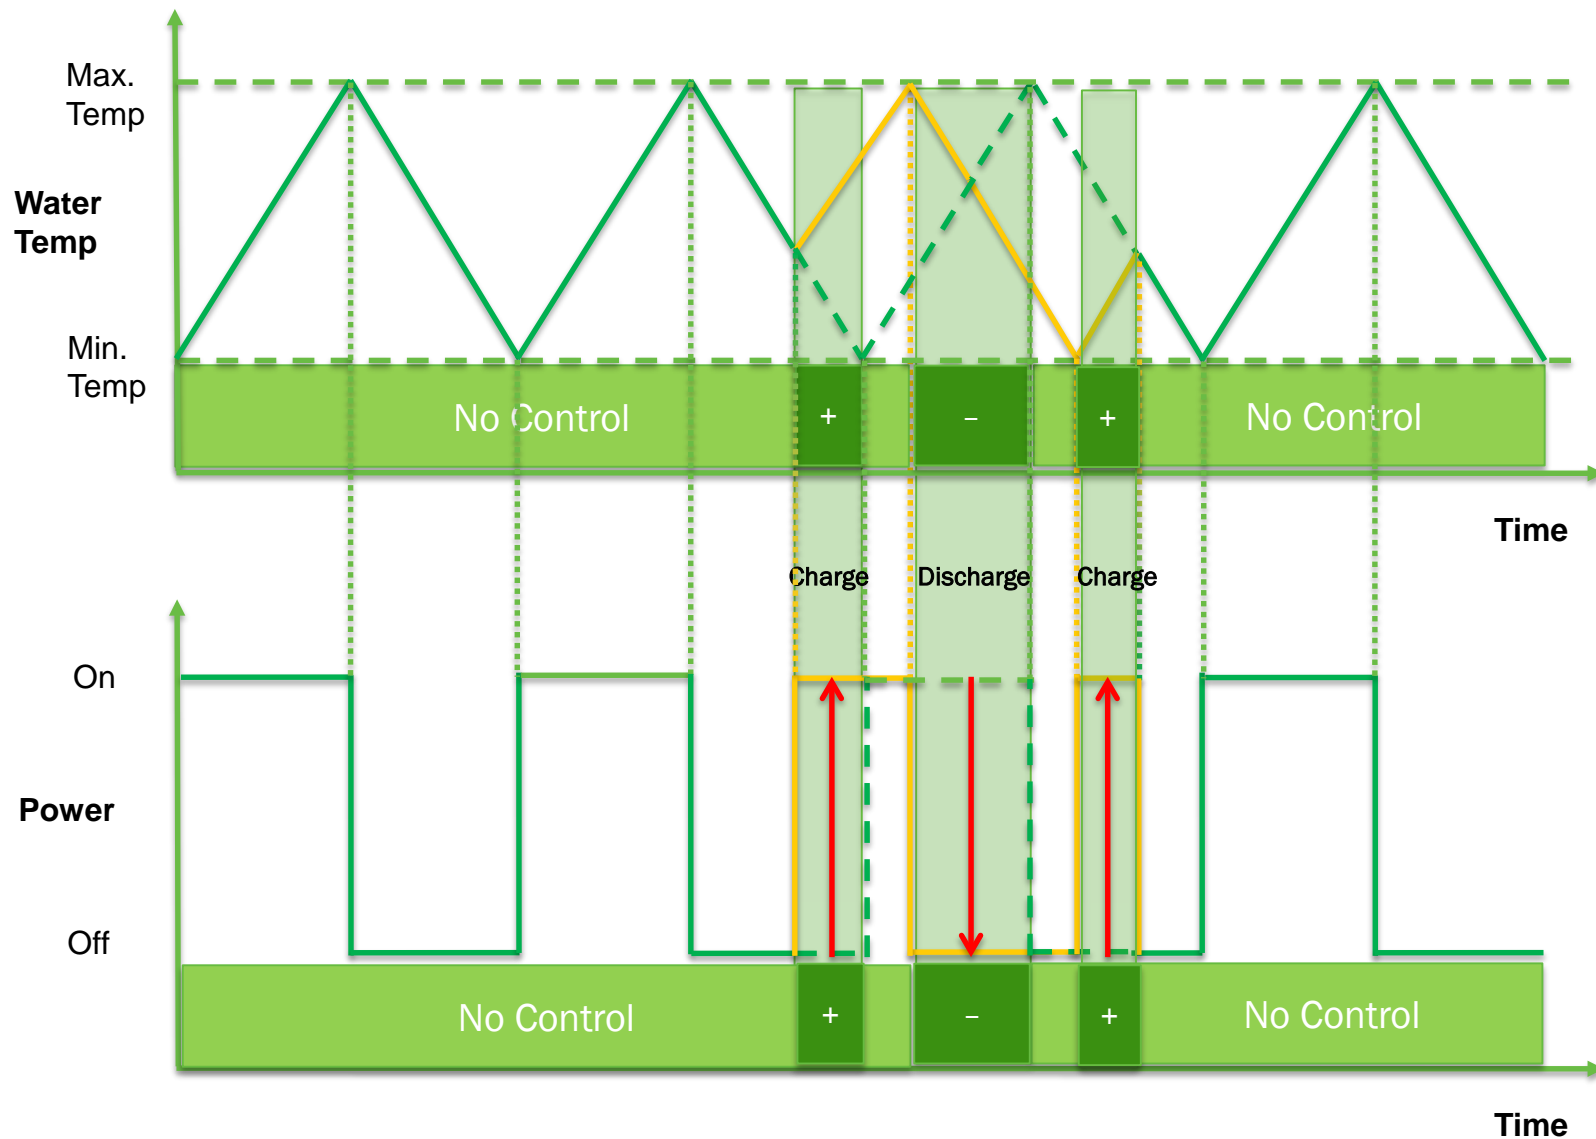 Max.
Temp
Water
Temp
Min.
Temp
No Control
+
–
+
No Control
Time
Charge
Discharge
Charge
On
Power
Off
No Control
+
–
+
No Control
Time